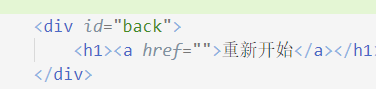 <div id="back">
<h1><a href="">重新开始</a></h1
</div>